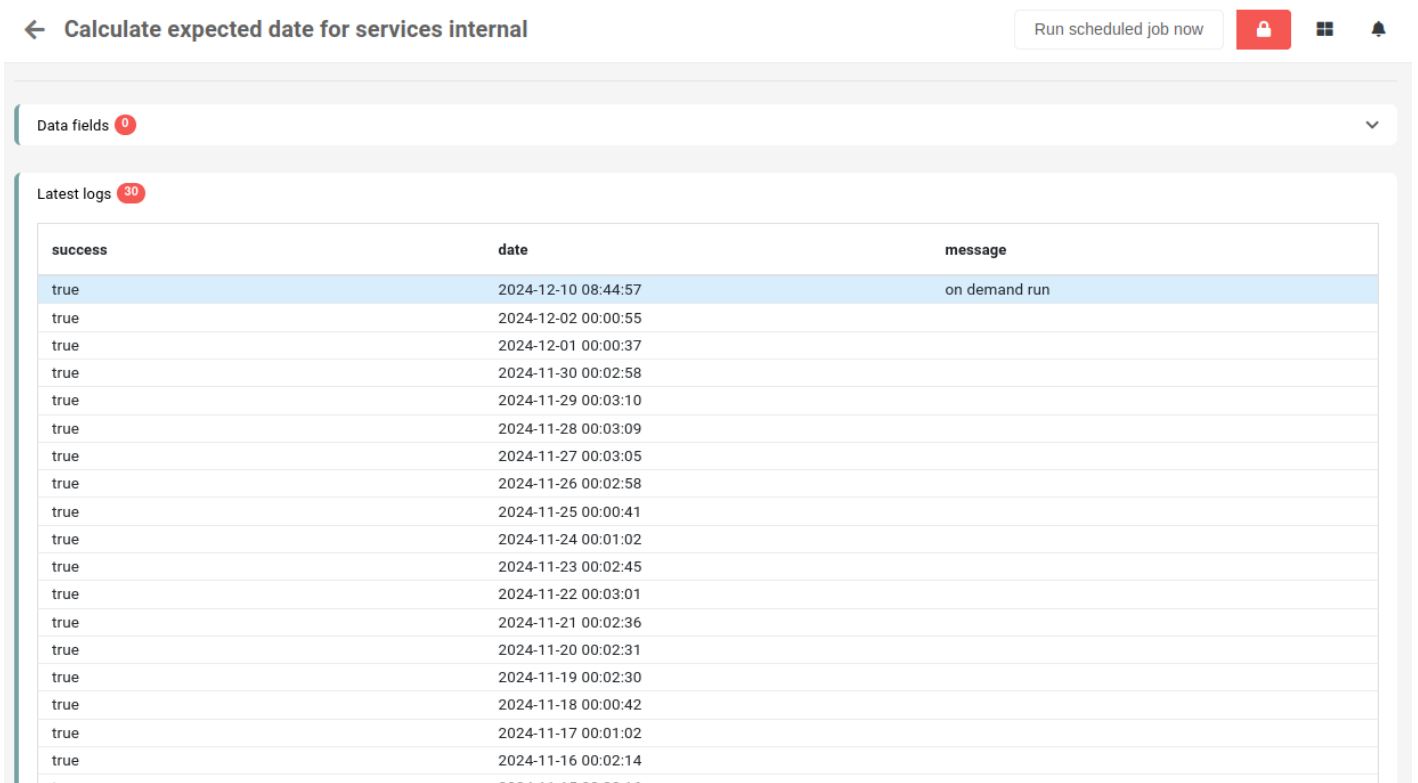 Calculate expected date for services internal Run scheduled job now
Data fields 0
Latest logs 30
success date message
true 2024-12-10 08:44:57 on demand run
true 2024-12-02 00:00:55
true 2024-12-01 00:00:37
true 2024-11-30 00:02:58
true 2024-11-29 00:03:10
true 2024-11-28 00:03:09
true 2024-11-27 00:03:05
true 2024-11-26 00:02:58
true 2024-11-25 00:00:41
true 2024-11-24 00:01:02
true 2024-11-23 00:02:45
true 2024-11-22 00:03:01
true 2024-11-21 00:02:36
true 2024-11-20 00:02:31
true 2024-11-19 00:02:30
true 2024-11-18 00:00:42
true 2024-11-17 00:01:02
true 2024-11-16 00:02:14